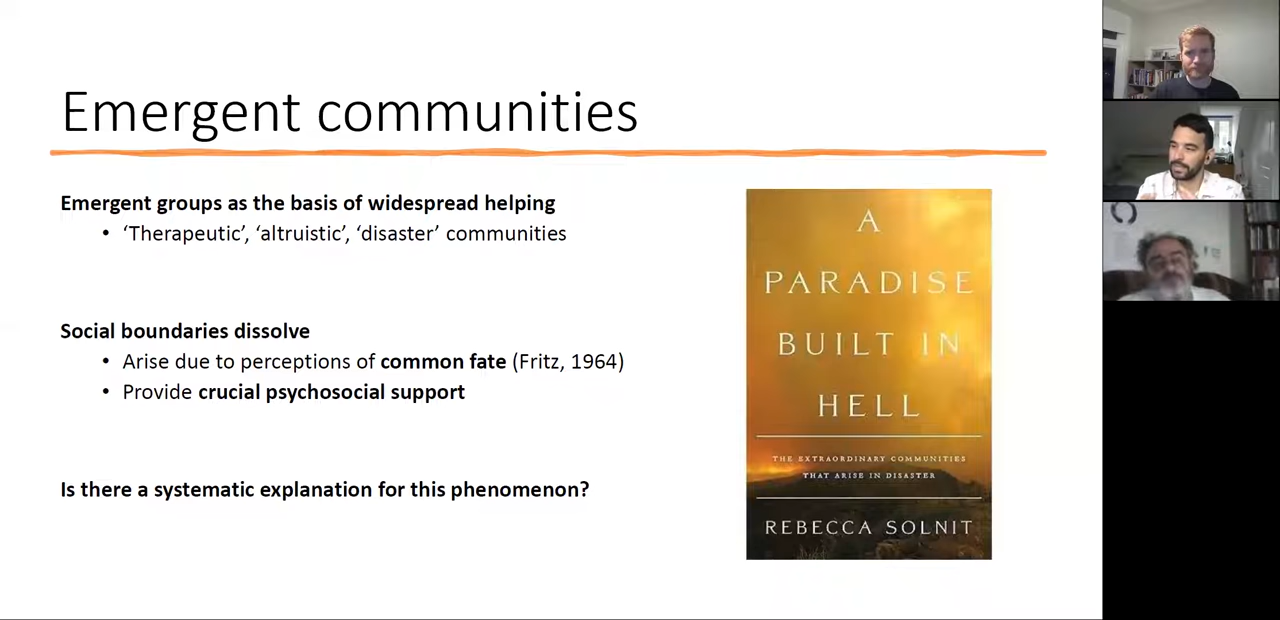 Emergent communities
Emergent groups as the basis of widespread helping
• ‘Therapeutic’, ‘altruistic’, ‘disaster’ communities
Social boundaries dissolve
• Arise due to perceptions of common fate (Fritz, 1964)
• Provide crucial psychosocial support
Is there a systematic explanation for this phenomenon?
A
PARADISE
BUILT IN
HELL
THE EXTRAORDINARY COMMUNITIES
THAT ARISE IN DISASTER
REBECCA SOLNIT